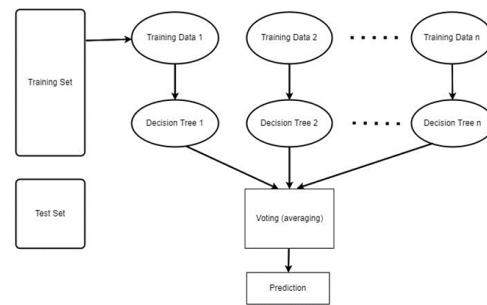 Training Data 1
Training Data 2
Training Data n
Training Set
Decision Tree 1
Decision Tree 2
Decision Tree n
Test Set
Voting (averaging)
Prediction